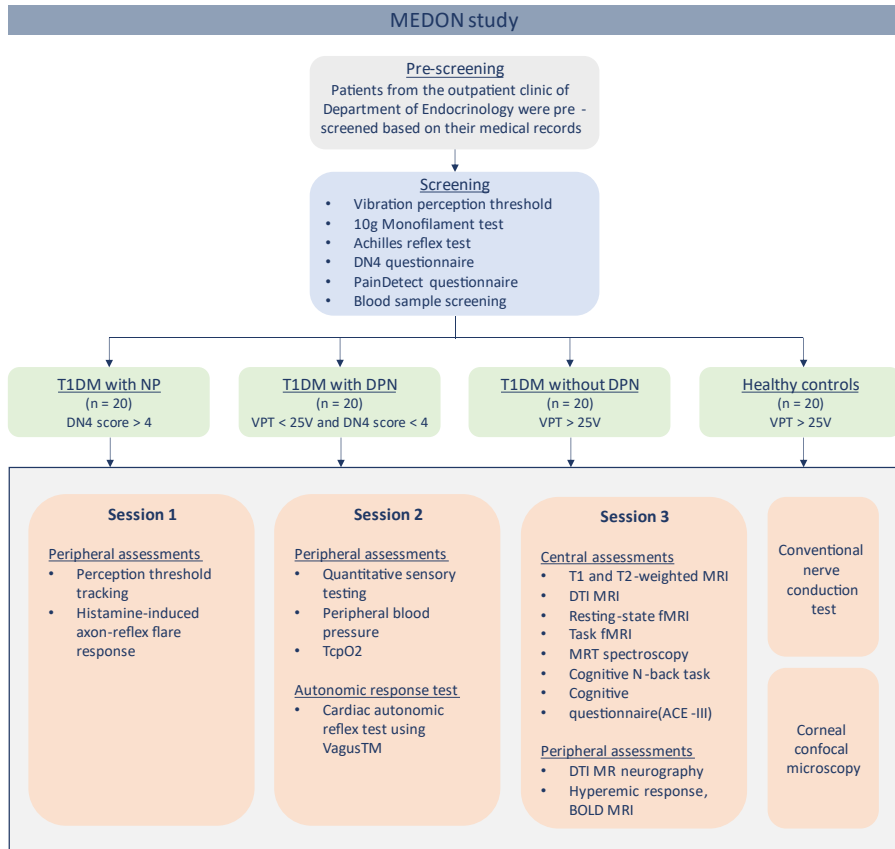 MEDON study
Pre-screening
Patients from the outpatient clinic of
Department of Endocrinology were pre -
screened based on their medical records
Screening
• Vibration perception threshold
• 10g Monofilament test
• Achilles reflex test
• DN4 questionnaire
• PainDetect questionnaire
• Blood sample screening
T1DM with NP
(n = 20)
DN4 score > 4
T1DM with DPN
(n = 20)
VPT < 25V and DN4 score < 4
T1DM without DPN
(n = 20)
VPT > 25V
Healthy controls
(n = 20)
VPT > 25V
Session 1
Peripheral assessments
• Perception threshold
tracking
• Histamine-induced
axon-reflex flare
response
Session 2
Peripheral assessments
• Quantitative sensory
testing
• Peripheral blood
pressure
• TcpO2
Autonomic response test
• Cardiac autonomic
reflex test using
VagusTM
Session 3
Central assessments
• T1 and T2-weighted MRI
• DTI MRI
• Resting-state fMRI
• Task fMRI
• MRT spectroscopy
• Cognitive N-back task
• Cognitive
• questionnaire(ACE -III)
Peripheral assessments
• DTI MR neurography
• Hyperemic response,
BOLD MRI
Conventional
nerve
conduction
test
Corneal
confocal
microscopy